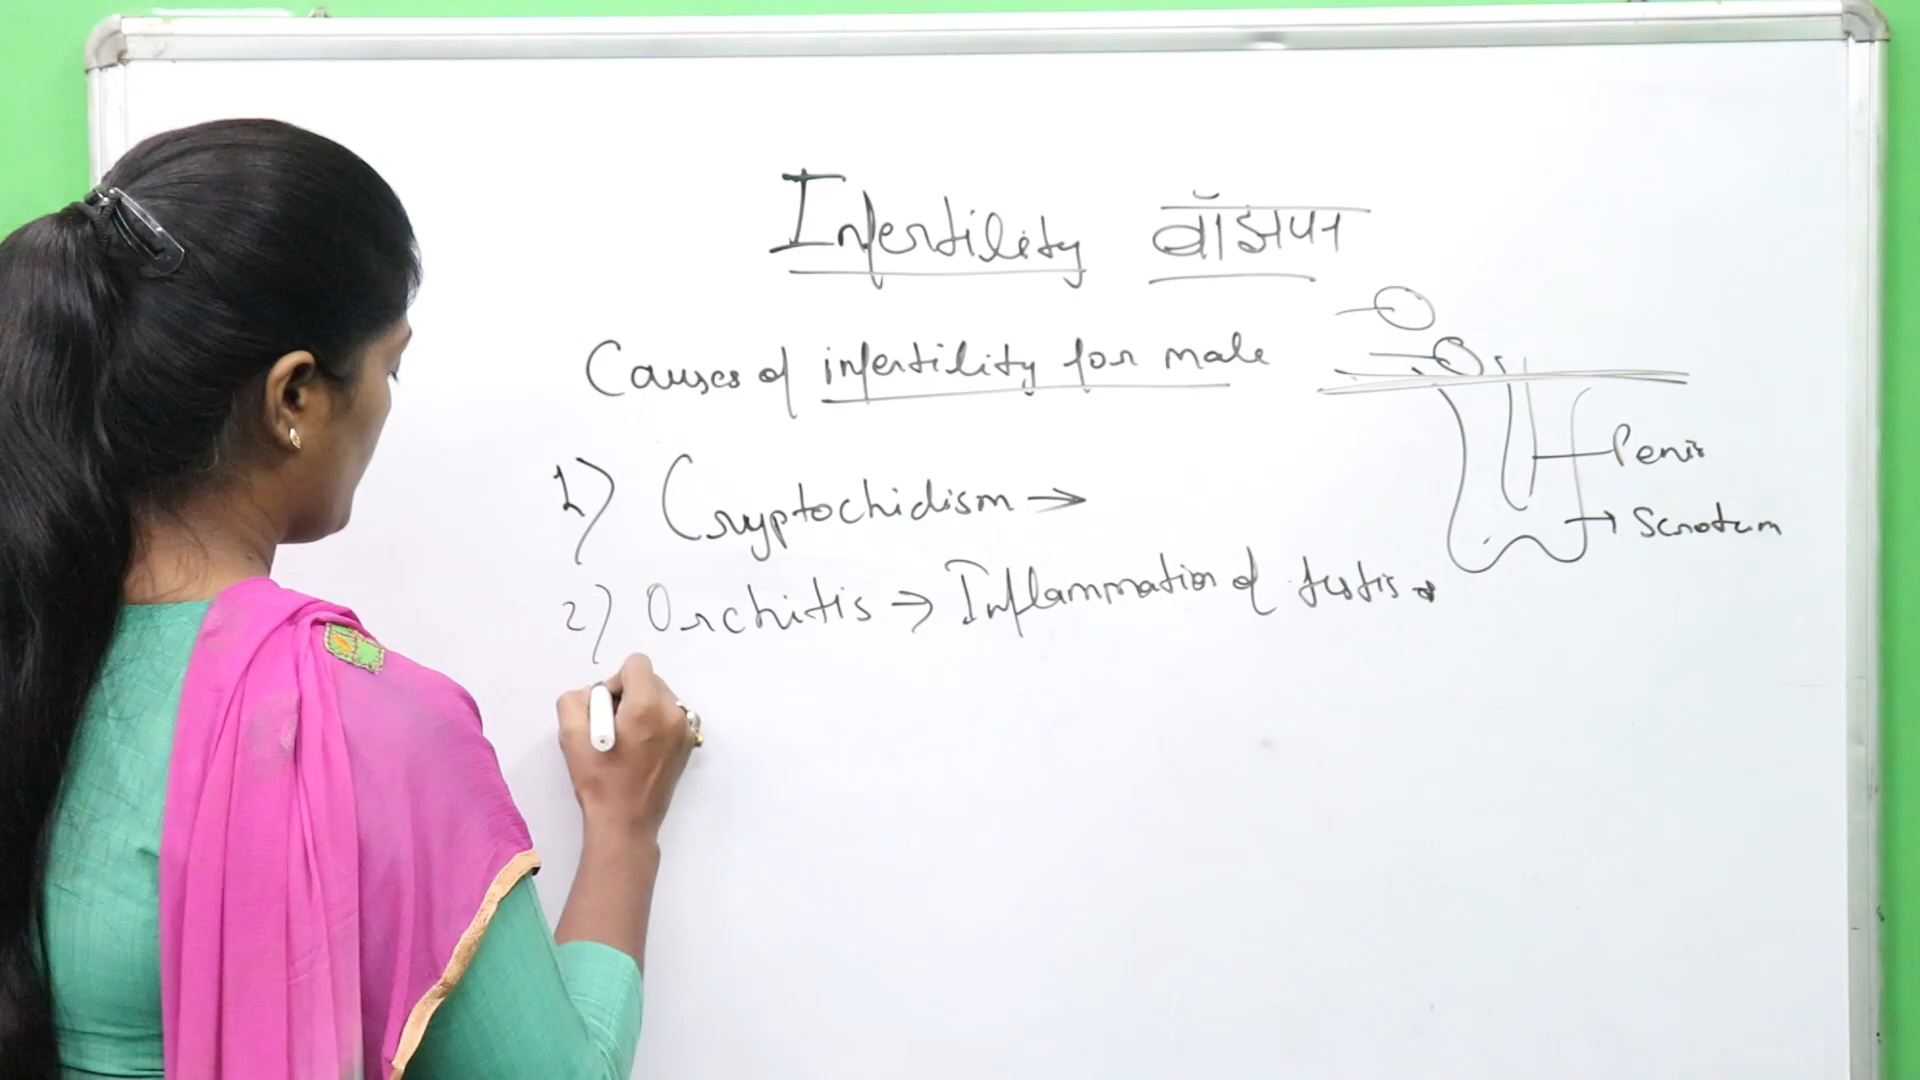 Infertility बाँझपन
Causes of infertility for male
1) Cryptochidism →
2) Orchitis → Inflammation of testis.
Penis
Scrotum